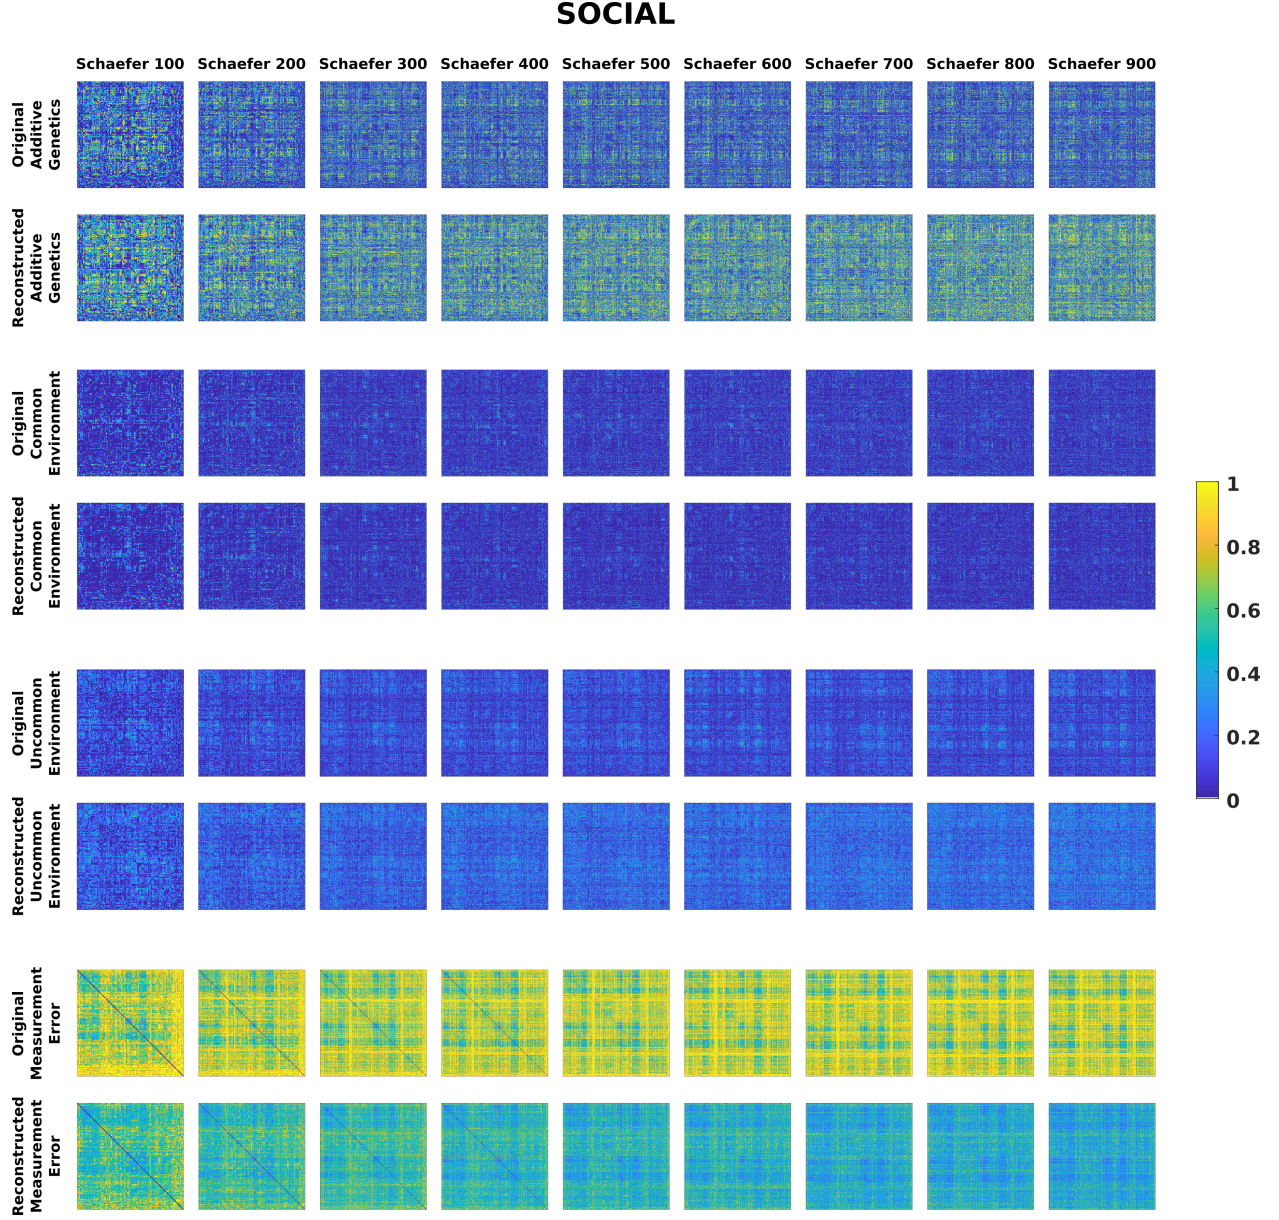 SOCIAL
Schaefer 100 Schaefer 200 Schaefer 300 Schaefer 400 Schaefer 500 Schaefer 600 Schaefer 700 Schaefer 800 Schaefer 900
Original
Additive
Genetics
Reconstructed
Additive
Genetics
Original
Common
Environment
Reconstructed
Common
Environment
Original
Uncommon
Environment
Reconstructed
Uncommon
Environment
Original
Measurement
Error
Reconstructed
Measurement
Error
1
0.8
0.6
0.4
0.2
0